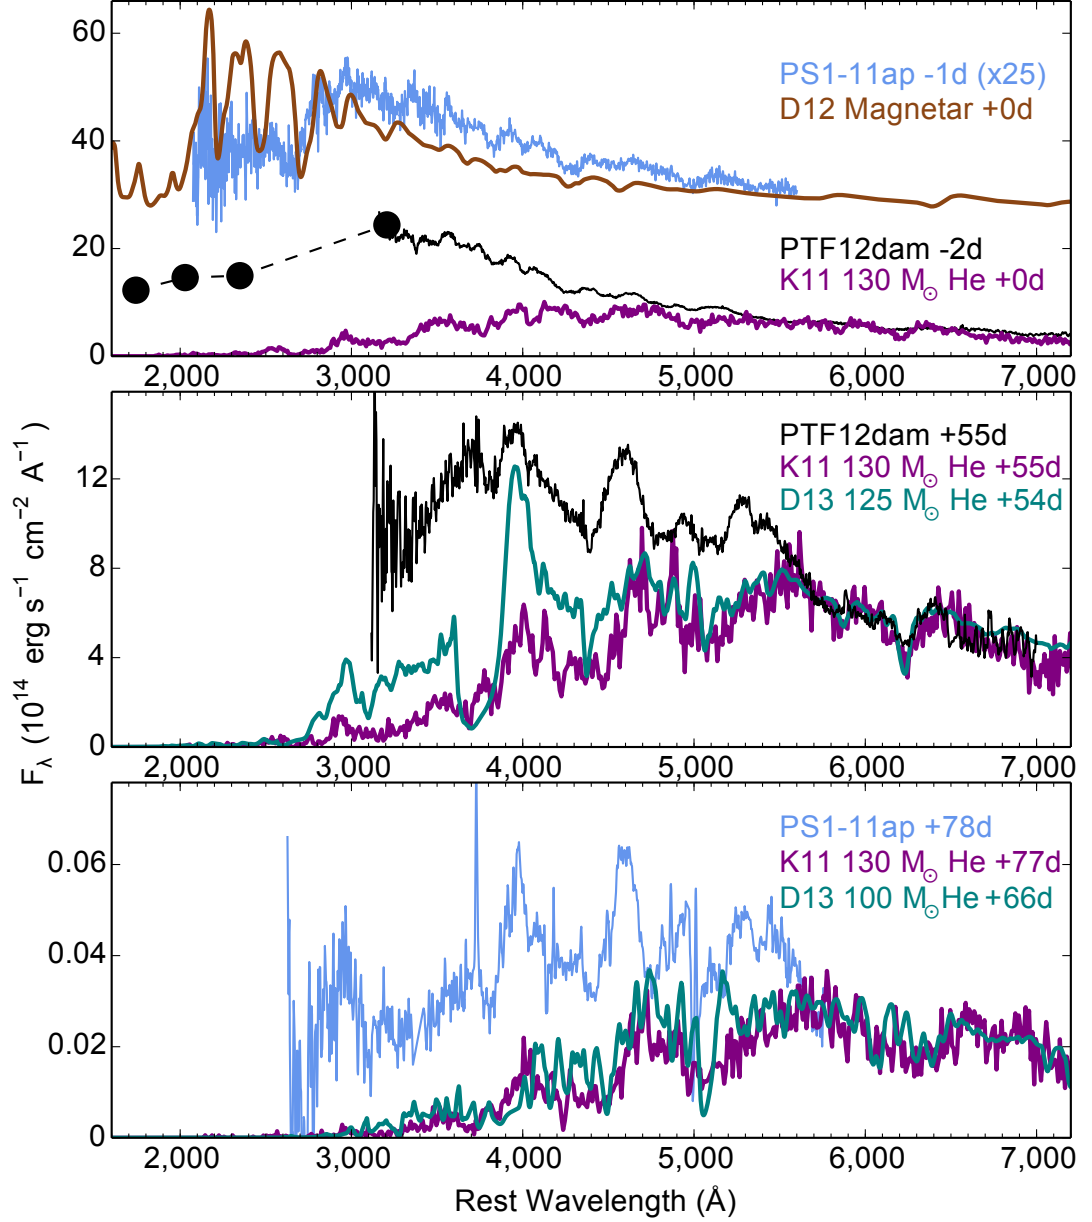 60
40
20
0
PS1-11ap -1d (x25)
D12 Magnetar +0d
PTF12dam -2d
K11 130 M☉ He +0d
2,000 3,000 4,000 5,000 6,000 7,000
F_λ (10¹⁴ erg s⁻¹ cm⁻² A⁻¹)
12
8
4
0
PTF12dam +55d
K11 130 M☉ He +55d
D13 125 M☉ He +54d
2,000 3,000 4,000 5,000 6,000 7,000
0.06
0.04
0.02
0
PS1-11ap +78d
K11 130 M☉ He +77d
D13 100 M☉He +66d
2,000 3,000 4,000 5,000 6,000 7,000
Rest Wavelength (Å)